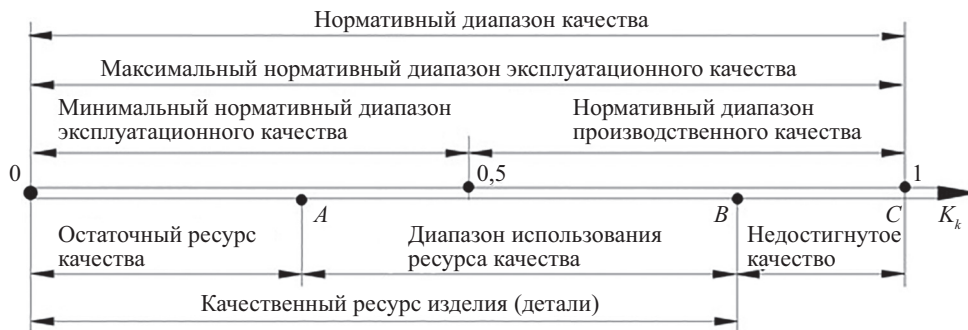 Нормативный диапазон качества
Максимальный нормативный диапазон эксплуатационного качества
Минимальный нормативный диапазон
эксплуатационного качества
Нормативный диапазон
производственного качества
0
0,5
1
A
B
C
K_k
Остаточный ресурс
качества
Диапазон использования
ресурса качества
Недостигнутое
качество
Качественный ресурс изделия (детали)